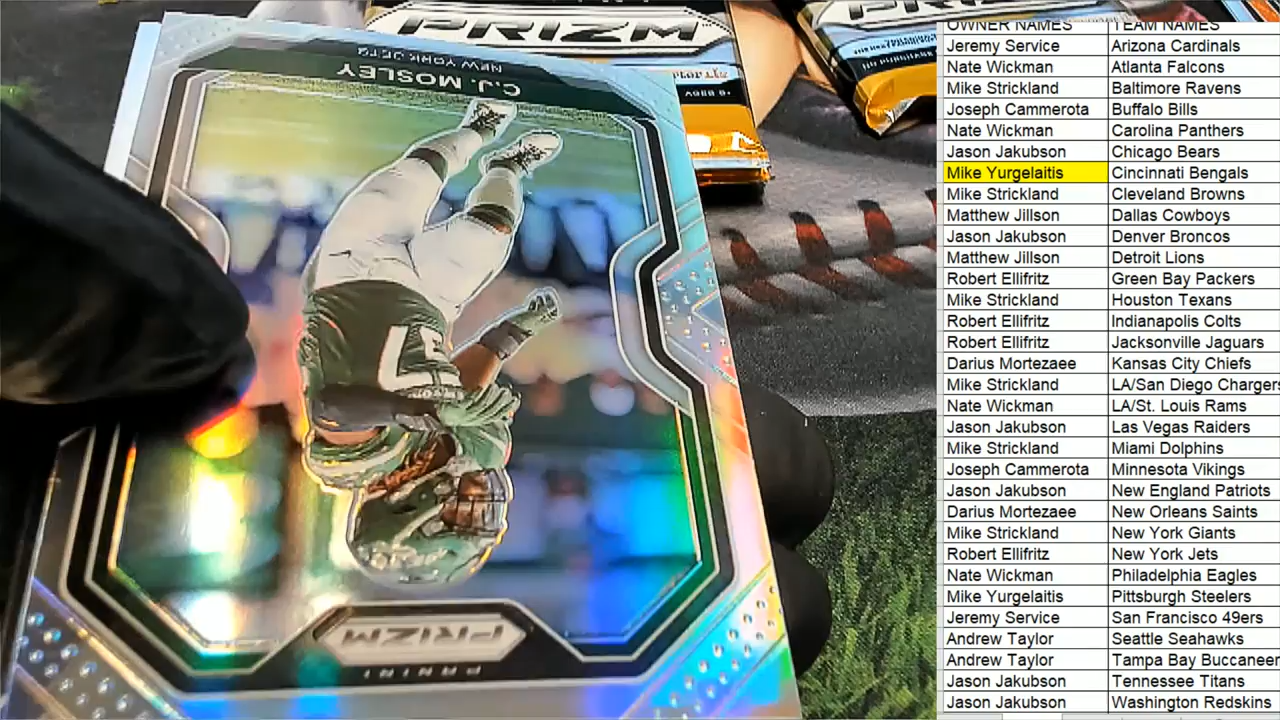 PRIZM
PRIZM
C.J. MOSLEY
NEW YORK JETS
57
PRIZM
PANINI
OWNER NAMES TEAM NAMES
Jeremy Service Arizona Cardinals
Nate Wickman Atlanta Falcons
Mike Strickland Baltimore Ravens
Joseph Cammerota Buffalo Bills
Nate Wickman Carolina Panthers
Jason Jakubson Chicago Bears
Mike Yurgelaitis Cincinnati Bengals
Mike Strickland Cleveland Browns
Matthew Jillson Dallas Cowboys
Jason Jakubson Denver Broncos
Matthew Jillson Detroit Lions
Robert Ellifritz Green Bay Packers
Mike Strickland Houston Texans
Robert Ellifritz Indianapolis Colts
Robert Ellifritz Jacksonville Jaguars
Darius Mortezaee Kansas City Chiefs
Mike Strickland LA/San Diego Chargers
Nate Wickman LA/St. Louis Rams
Jason Jakubson Las Vegas Raiders
Mike Strickland Miami Dolphins
Joseph Cammerota Minnesota Vikings
Jason Jakubson New England Patriots
Darius Mortezaee New Orleans Saints
Mike Strickland New York Giants
Robert Ellifritz New York Jets
Nate Wickman Philadelphia Eagles
Mike Yurgelaitis Pittsburgh Steelers
Jeremy Service San Francisco 49ers
Andrew Taylor Seattle Seahawks
Andrew Taylor Tampa Bay Buccaneer
Jason Jakubson Tennessee Titans
Jason Jakubson Washington Redskins